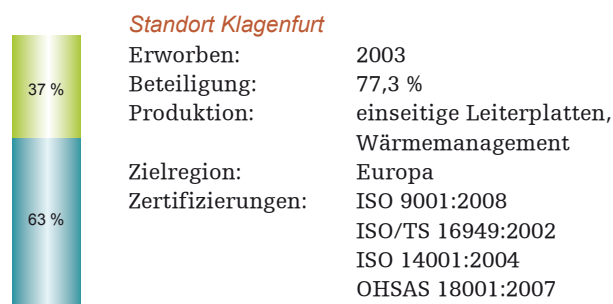 Standort Klagenfurt
37 %
63 %
Erworben: 2003
Beteiligung: 77,3 %
Produktion: einseitige Leiterplatten,
Wärmemanagement
Zielregion: Europa
Zertifizierungen: ISO 9001:2008
ISO/TS 16949:2002
ISO 14001:2004
OHSAS 18001:2007